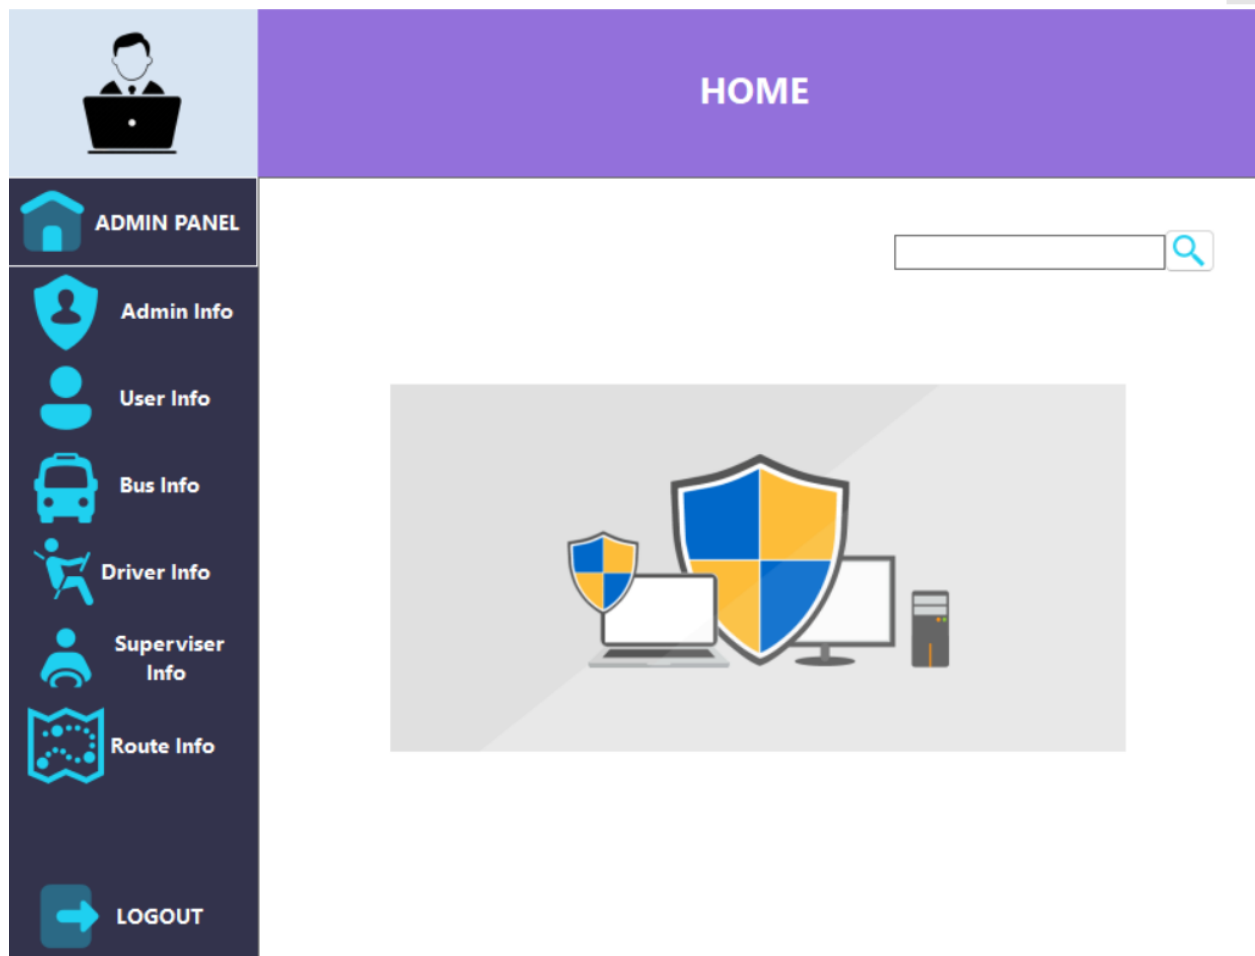 HOME
ADMIN PANEL
Admin Info
User Info
Bus Info
Driver Info
Superviser
Info
Route Info
LOGOUT